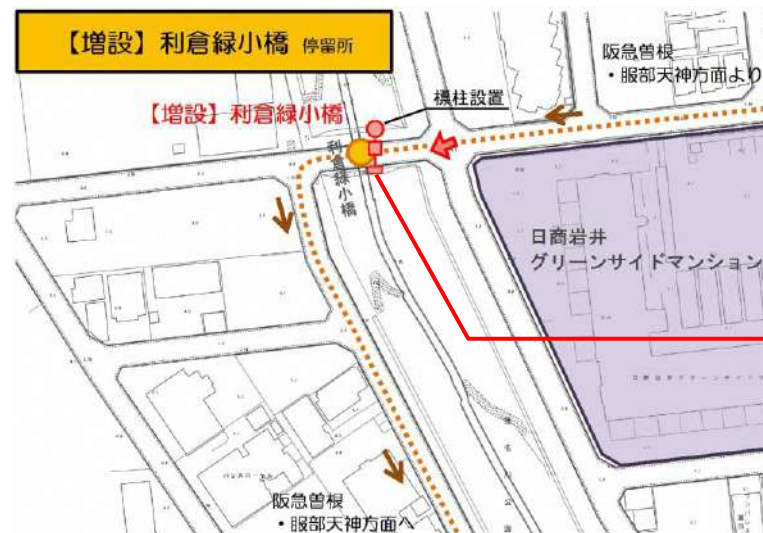 【増設】利倉緑小橋 停留所
阪急曽根
・服部天神方面より
標柱設置
【増設】利倉緑小橋
利倉緑小橋
日商岩井
グリーンサイドマンション
阪急曽根
・服部天神方面へ